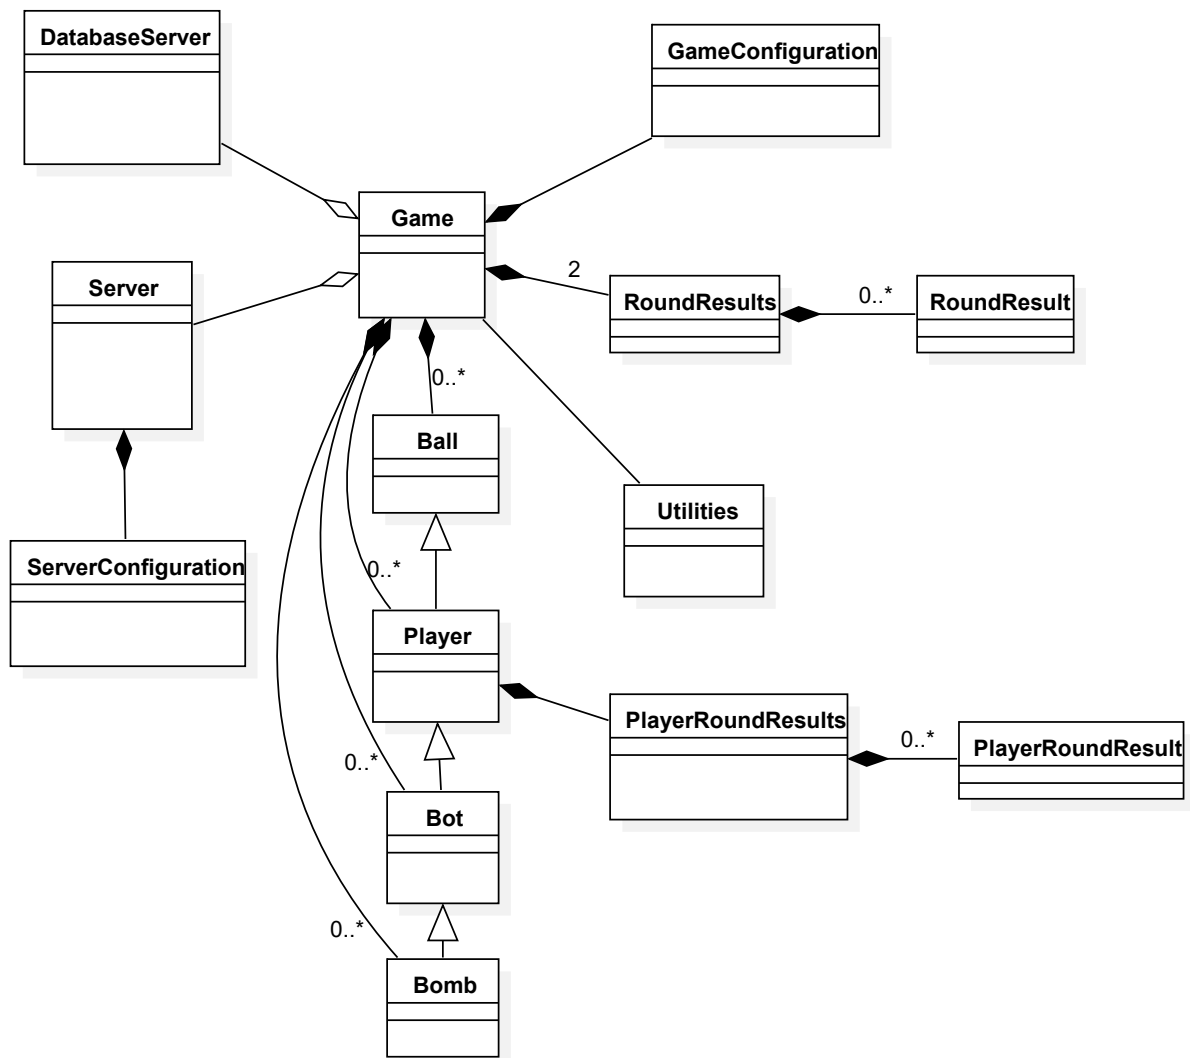 DatabaseServer
GameConfiguration
Game
Server
2
RoundResults
0..*
RoundResult
0..*
Ball
Utilities
ServerConfiguration
0..*
Player
PlayerRoundResults
0..*
PlayerRoundResult
0..*
Bot
0..*
Bomb